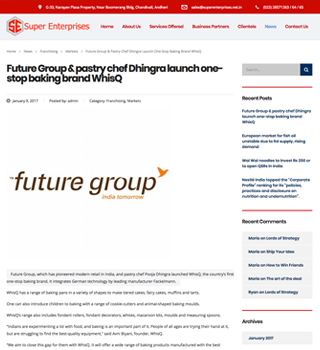 G-33, Narayan Plaza Property, Near Boomerang Bldg, Chandivali, Andheri
sales@superenterprises.net.in
(022) 28571383 / 84 / 85
SE Super Enterprises
Home
About Us
Services Offered
Business Partners
Clientele
News
Contact Us
Home
News
Franchising
Markets
Future Group & Pastry Chef Dhingra Launch One-Stop Baking Brand WhisQ
Future Group & pastry chef Dhingra launch one-
stop baking brand WhisQ
January 9, 2017
Posted by: admin
Category: Franchising, Markets
future group
india tomorrow
Future Group, which has pioneered modern retail in India, and pastry chef Pooja Dhingra launched WhisQ, the country's first
one-stop baking brand. It integrates German technology by leading manufacturer Fackelmann.
WhisQ has a range of baking pans in a variety of shapes to make tiered cakes, fairy cakes, muffins and tarts.
One can also introduce children to baking with a range of cookie-cutters and animal-shaped baking moulds.
WhisQ's range also includes fondant rollers, fondant decorators, whisks, macaroon kits, moulds and measuring spoons.
"Indians are experimenting a lot with food, and baking is an important part of it. People of all ages are trying their hand at it,
but are struggling to find the best-quality equipment," said Avni Biyani, Founder, WhisQ.
"We aim to close this gap for them with WhisQ. It will offer a wide range of baking products manufactured with the best
Search ...
Recent Posts
Future Group & pastry chef Dhingra
launch one-stop baking brand
WhisQ
European market for fish oil
unstable due to list supply, rising
demand
Wai Wai noodles to invest Rs 250 cr
to open QSRs in India
Nestlé India topped the "Corporate
Profile" ranking for its "policies,
practices and disclosure on
nutrition and undernutrition".
Recent Comments
Maria on Lords of Strategy
Maria on Ship Your Idea
Maria on How to Win Friends
Maria on The art of the deal
Ryan on Lords of Strategy
Archives
January 2017